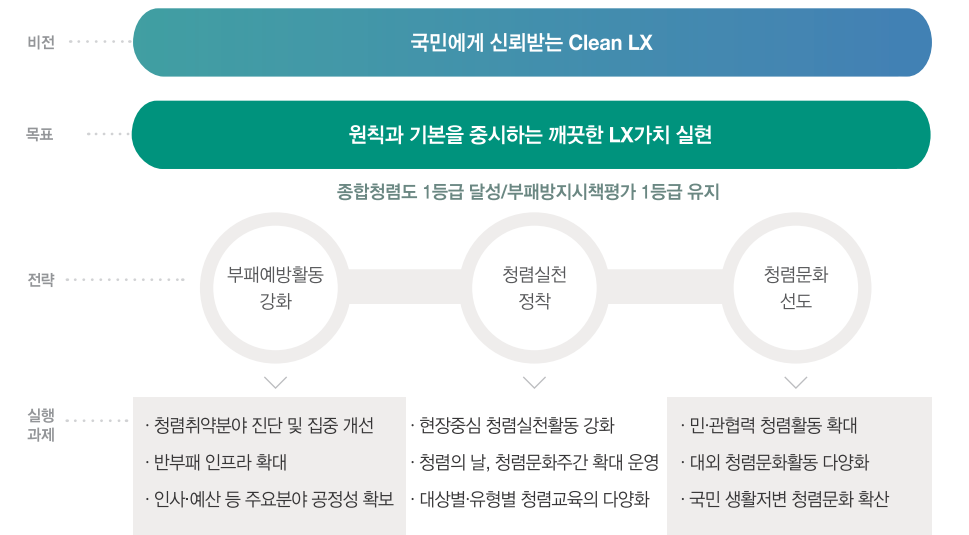 비전
국민에게 신뢰받는 Clean LX
목표
원칙과 기본을 중시하는 깨끗한 LX가치 실현
종합청렴도 1등급 달성/부패방지시책평가 1등급 유지
전략
부패예방활동
강화
청렴실천
정착
청렴문화
선도
실행
과제
· 청렴취약분야 진단 및 집중 개선
· 반부패 인프라 확대
· 인사·예산 등 주요분야 공정성 확보
· 현장중심 청렴실천활동 강화
· 청렴의 날, 청렴문화주간 확대 운영
· 대상별·유형별 청렴교육의 다양화
· 민·관협력 청렴활동 확대
· 대외 청렴문화활동 다양화
· 국민 생활저변 청렴문화 확산